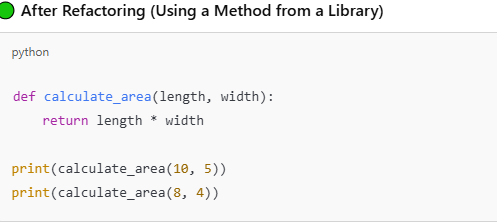 After Refactoring (Using a Method from a Library)
python
def calculate_area(length, width):
    return length * width
print(calculate_area(10, 5))
print(calculate_area(8, 4))